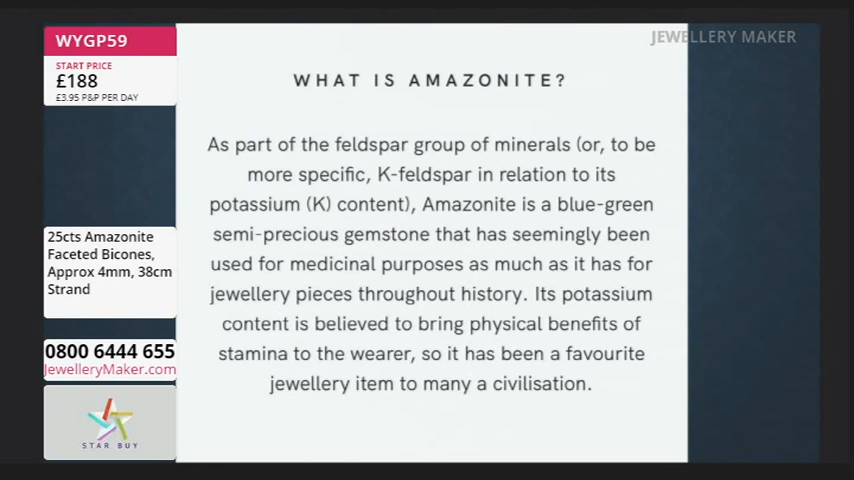 WYGP59
START PRICE
£188
£3.95 P&P PER DAY
25cts Amazonite
Faceted Bicones,
Approx 4mm, 38cm
Strand
0800 6444 655
JewelleryMaker.com
STAR BUY
JEWELLERY MAKER
WHAT IS AMAZONITE?
As part of the feldspar group of minerals (or, to be
more specific, K-feldspar in relation to its
potassium (K) content), Amazonite is a blue-green
semi-precious gemstone that has seemingly been
used for medicinal purposes as much as it has for
jewellery pieces throughout history. Its potassium
content is believed to bring physical benefits of
stamina to the wearer, so it has been a favourite
jewellery item to many a civilisation.